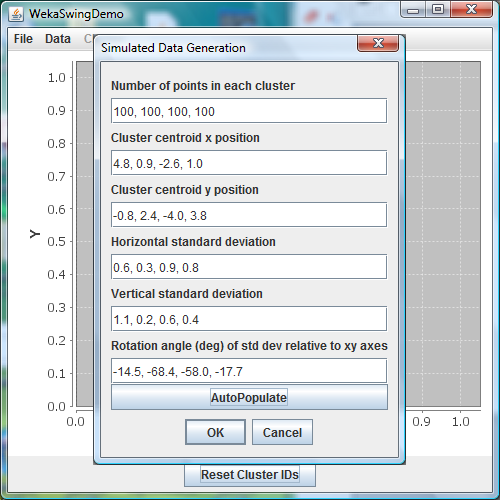 WekaSwingDemo
File Data
Simulated Data Generation
Number of points in each cluster
100, 100, 100, 100
Cluster centroid x position
4.8, 0.9, -2.6, 1.0
Cluster centroid y position
-0.8, 2.4, -4.0, 3.8
Horizontal standard deviation
0.6, 0.3, 0.9, 0.8
Vertical standard deviation
1.1, 0.2, 0.6, 0.4
Rotation angle (deg) of std dev relative to xy axes
-14.5, -68.4, -58.0, -17.7
AutoPopulate
OK Cancel
1.0
0.9
0.8
0.7
0.6
0.5
0.4
0.3
0.2
0.1
0.0
Y
0.0 0.9 1.0
Reset Cluster IDs